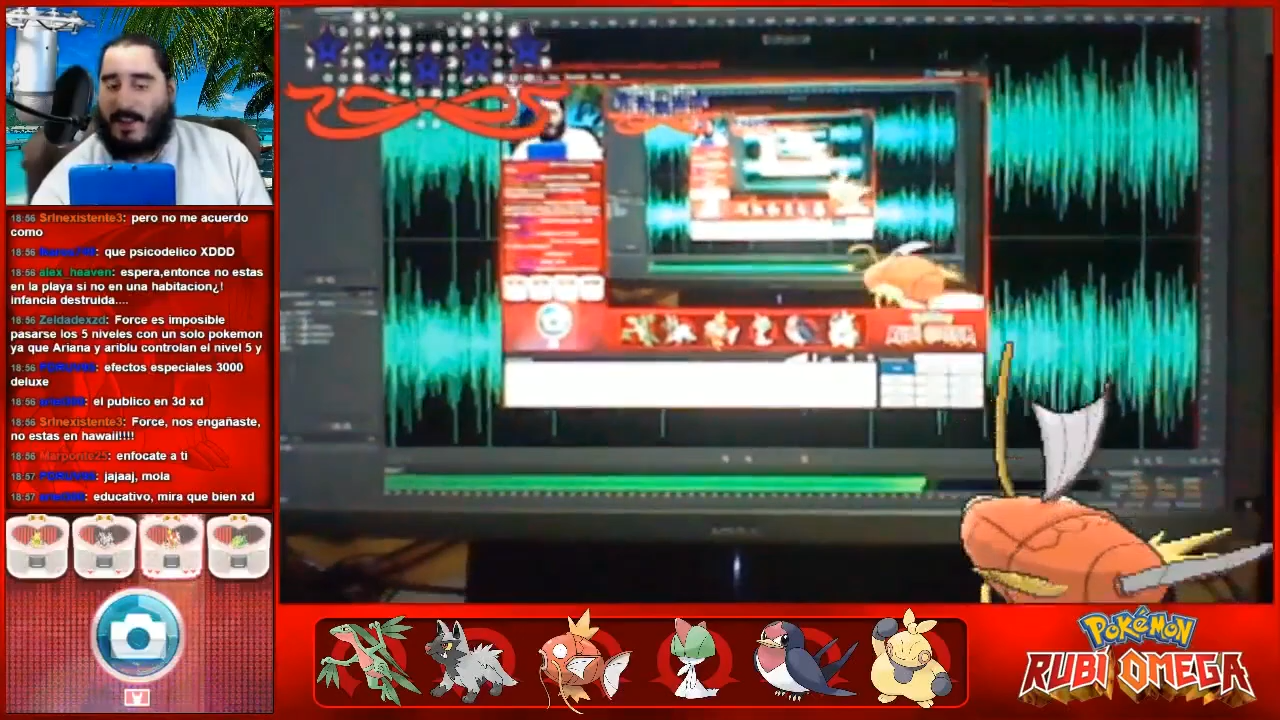 18:56 SrInexistente3: pero no me acuerdo
como
18:56 : que psicodelico XDDD
18:56 alex_heaven: espera,entonce no estas
en la playa si no en una habitacion¿!
infancia destruida....
18:56 Zeldadexzd: Force es imposible
pasarse los 5 niveles con un solo pokemon
ya que Ariana y ariblu controlan el nivel 5 y
18:56 : efectos especiales 3000
deluxe
18:56 : el publico en 3d xd
18:56 SrInexistente3: Force, nos engañaste,
no estas en hawaii!!!!
18:56 Marponte25: enfocate a ti
18:57 : jajaaj, mola
18:57 : educativo, mira que bien xd
POKÉMON
RUBI OMEGA